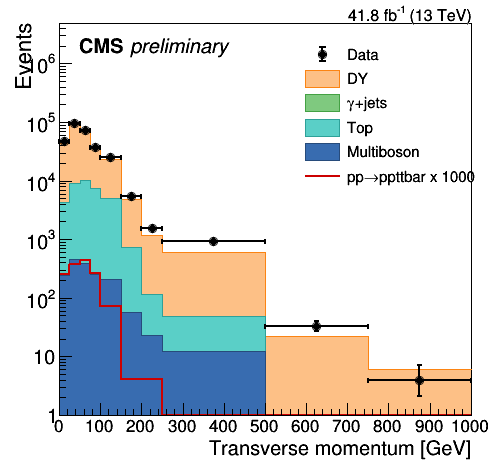 41.8 fb⁻¹ (13 TeV)
CMS preliminary
Events
Data
DY
γ+jets
Top
Multiboson
pp→ppttbar x 1000
10⁶
10⁵
10⁴
10³
10²
10
1
0 100 200 300 400 500 600 700 800 900 1000
Transverse momentum [GeV]